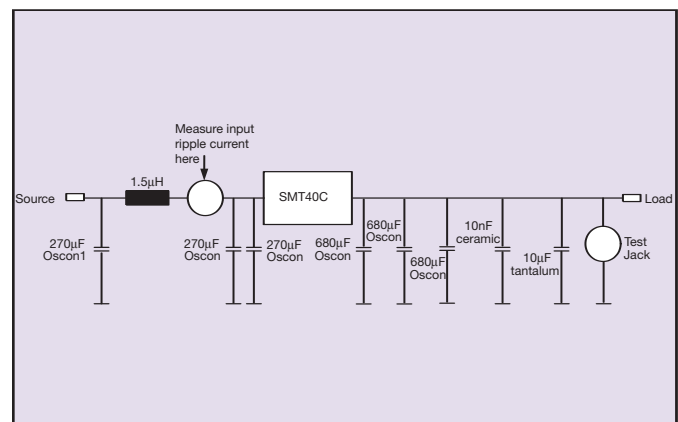 Measure input
ripple current
here
1.5µH
Source
SMT40C
Load
270µF
Oscon1
270µF
Oscon
270µF
Oscon
680µF
Oscon
680µF
Oscon
680µF
Oscon
10nF
ceramic
10µF
tantalum
Test
Jack